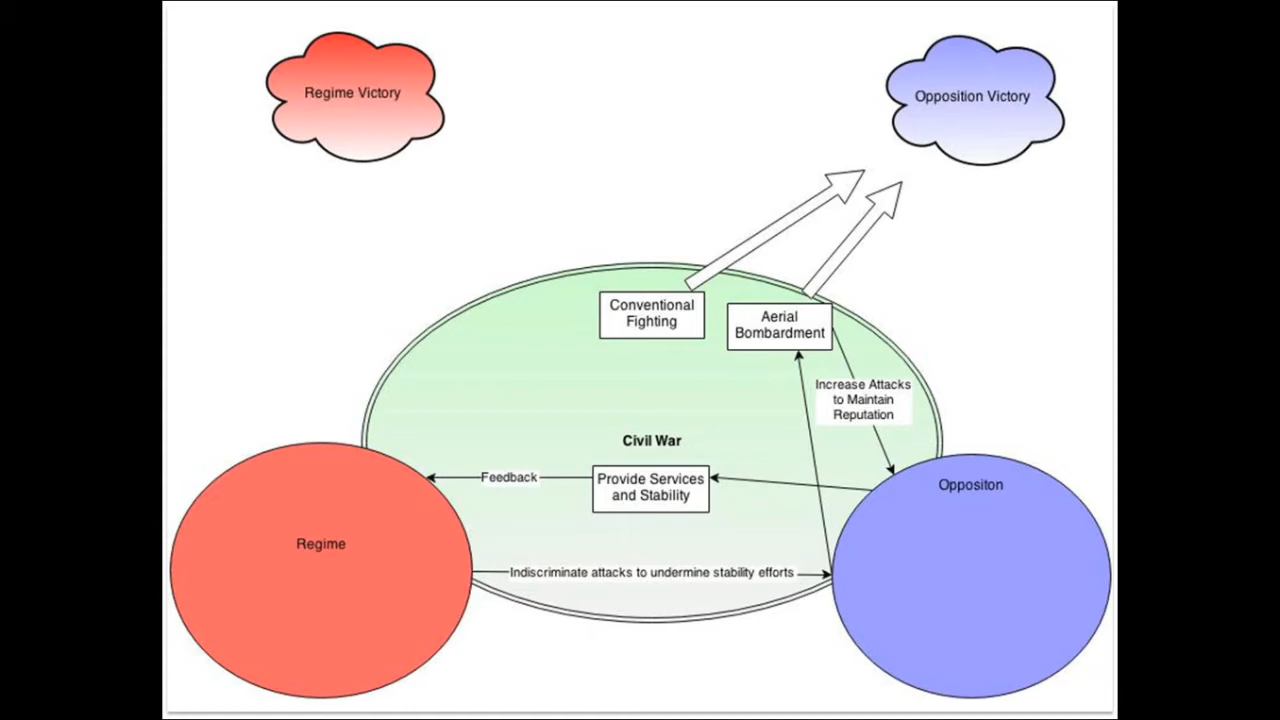 Regime Victory
Opposition Victory
Conventional
Fighting
Aerial
Bombardment
Increase Attacks
to Maintain
Reputation
Civil War
Feedback
Provide Services
and Stability
Oppositon
Regime
Indiscriminate attacks to undermine stability efforts